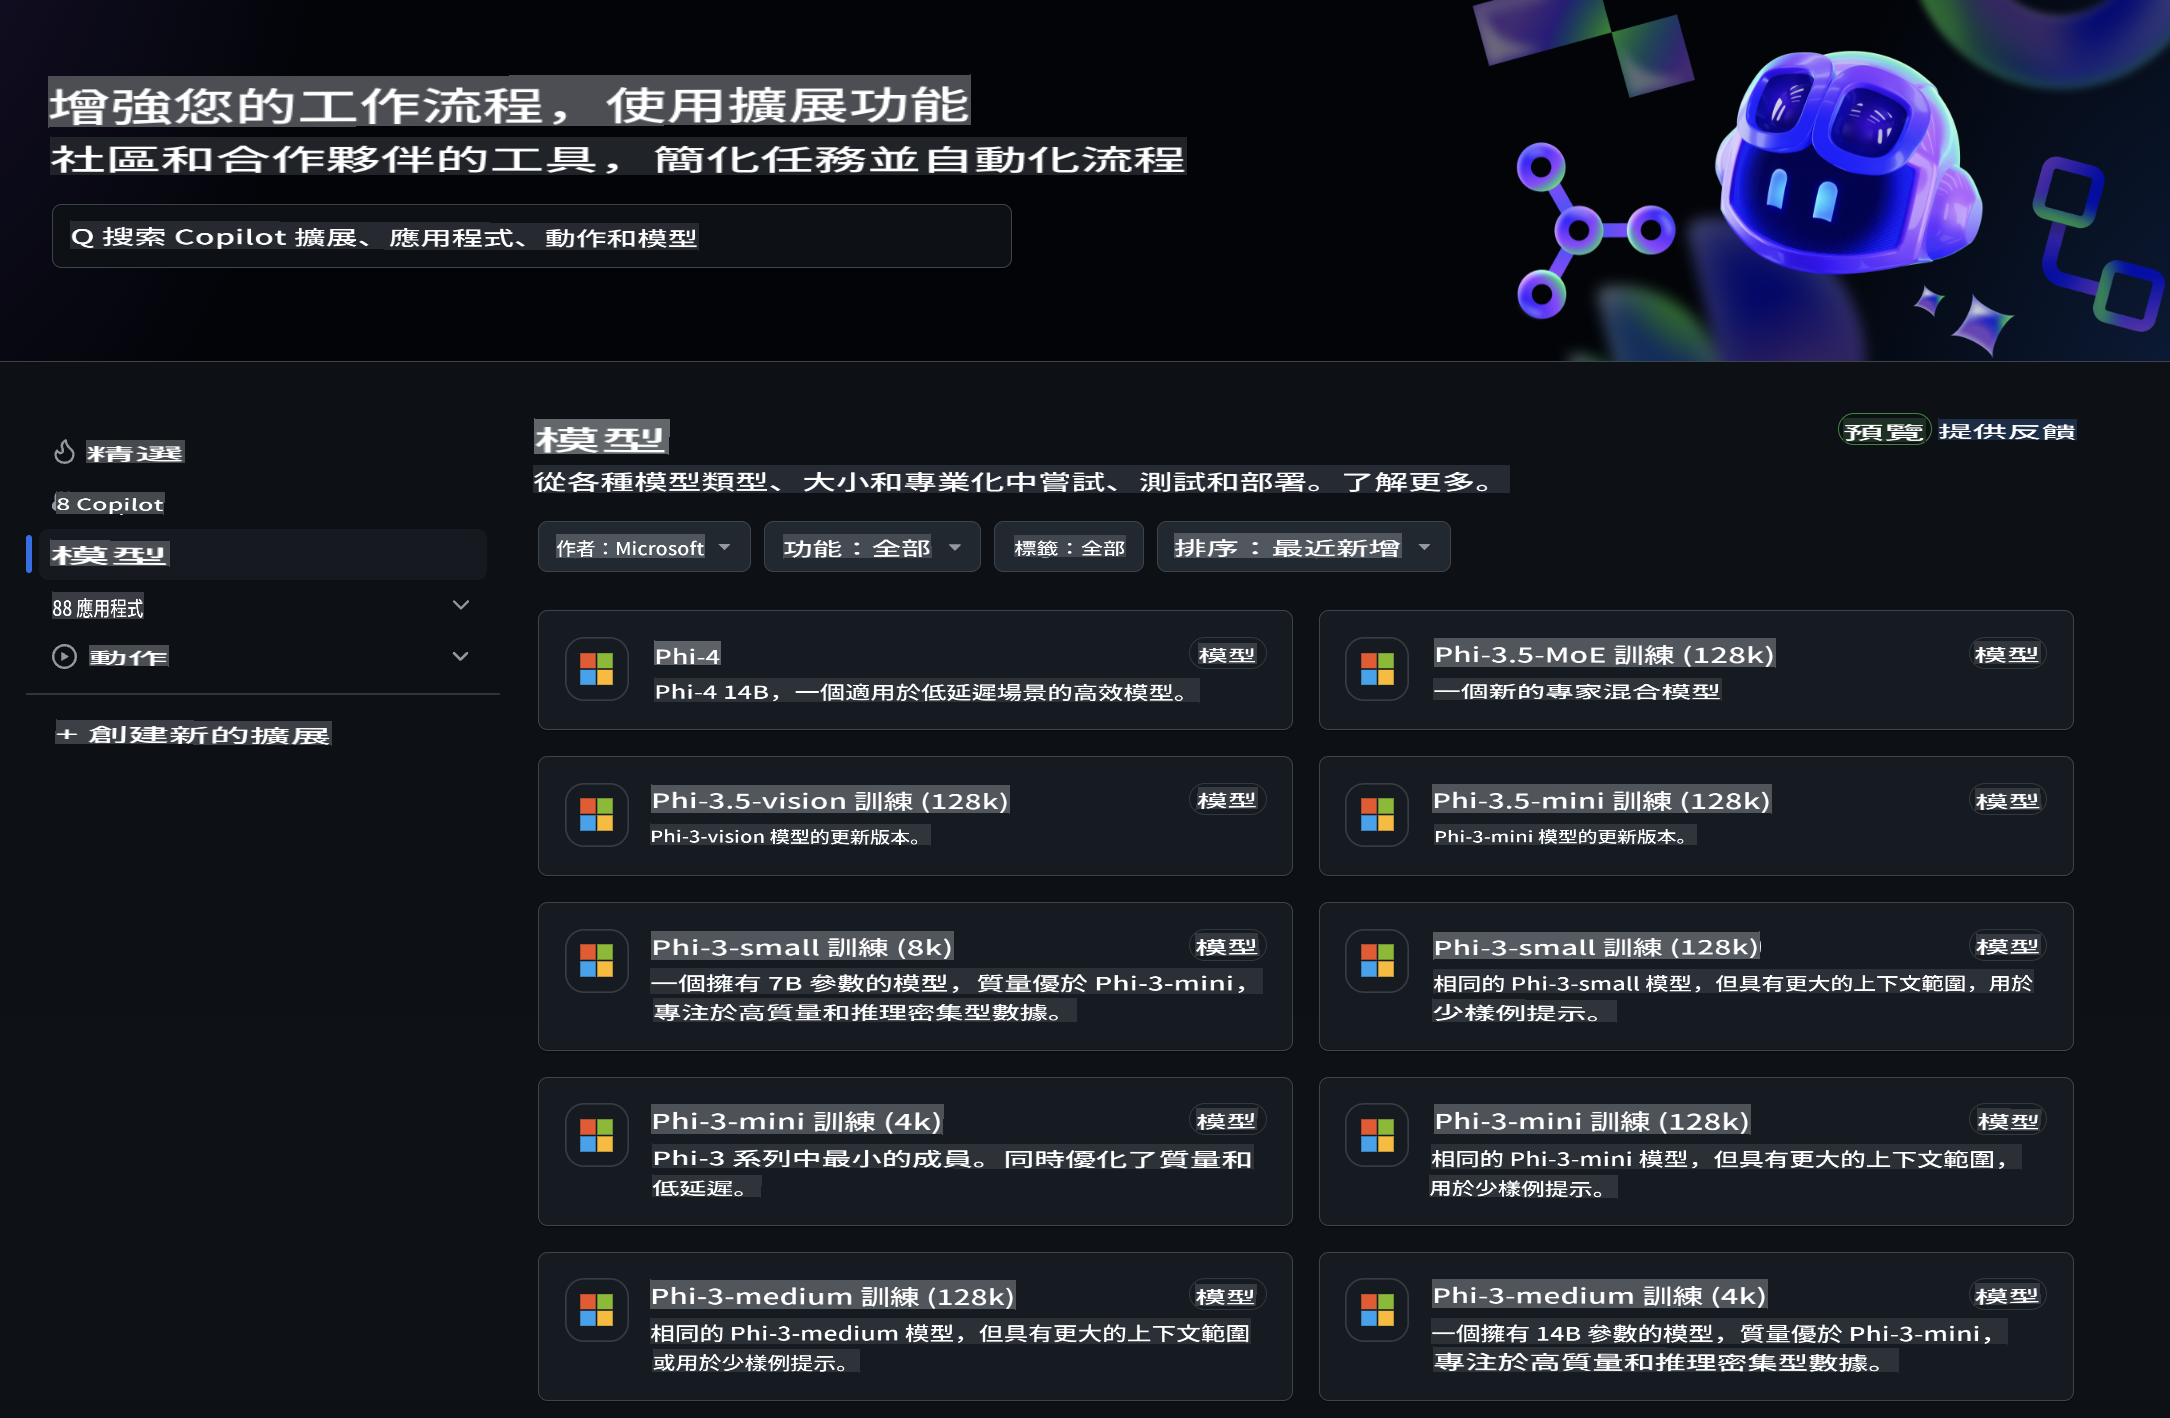 增強您的工作流程，使用擴展功能
社區和合作夥伴的工具，簡化任務並自動化流程
Q 搜索 Copilot 擴展、應用程式、動作和模型
精選
8 Copilot
模型
88 應用程式
動作
+ 創建新的擴展
模型
預覽 提供反饋
從各種模型類型、大小和專業化中嘗試、測試和部署。了解更多。
作者：Microsoft 功能：全部 標籤：全部 排序：最近新增
Phi-4 模型
Phi-4 14B，一個適用於低延遲場景的高效模型。
Phi-3.5-MoE 訓練 (128k) 模型
一個新的專家混合模型
Phi-3.5-vision 訓練 (128k) 模型
Phi-3-vision 模型的更新版本。
Phi-3.5-mini 訓練 (128k) 模型
Phi-3-mini 模型的更新版本。
Phi-3-small 訓練 (8k) 模型
一個擁有 7B 參數的模型，質量優於 Phi-3-mini，
專注於高質量和推理密集型數據。
Phi-3-small 訓練 (128k) 模型
相同的 Phi-3-small 模型，但具有更大的上下文範圍，用於
少樣例提示。
Phi-3-mini 訓練 (4k) 模型
Phi-3 系列中最小的成員。同時優化了質量和
低延遲。
Phi-3-mini 訓練 (128k) 模型
相同的 Phi-3-mini 模型，但具有更大的上下文範圍，
用於少樣例提示。
Phi-3-medium 訓練 (128k) 模型
相同的 Phi-3-medium 模型，但具有更大的上下文範圍
或用於少樣例提示。
Phi-3-medium 訓練 (4k) 模型
一個擁有 14B 參數的模型，質量優於 Phi-3-mini，
專注於高質量和推理密集型數據。